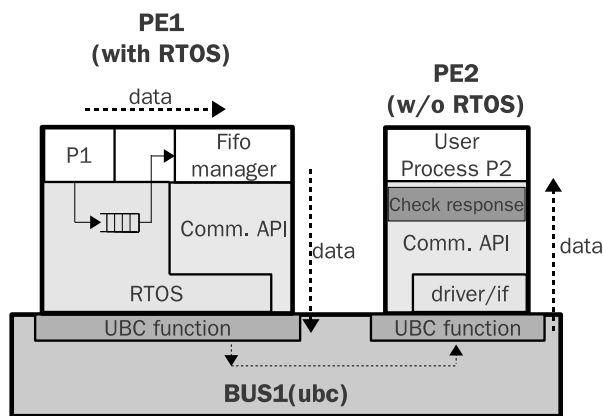 PE1
(with RTOS)
data
PE2
(w/o RTOS)
P1
Fifo
manager
User
Process P2
Check response
Comm. API
data
Comm. API
data
RTOS
driver/if
UBC function
UBC function
BUS1(ubc)